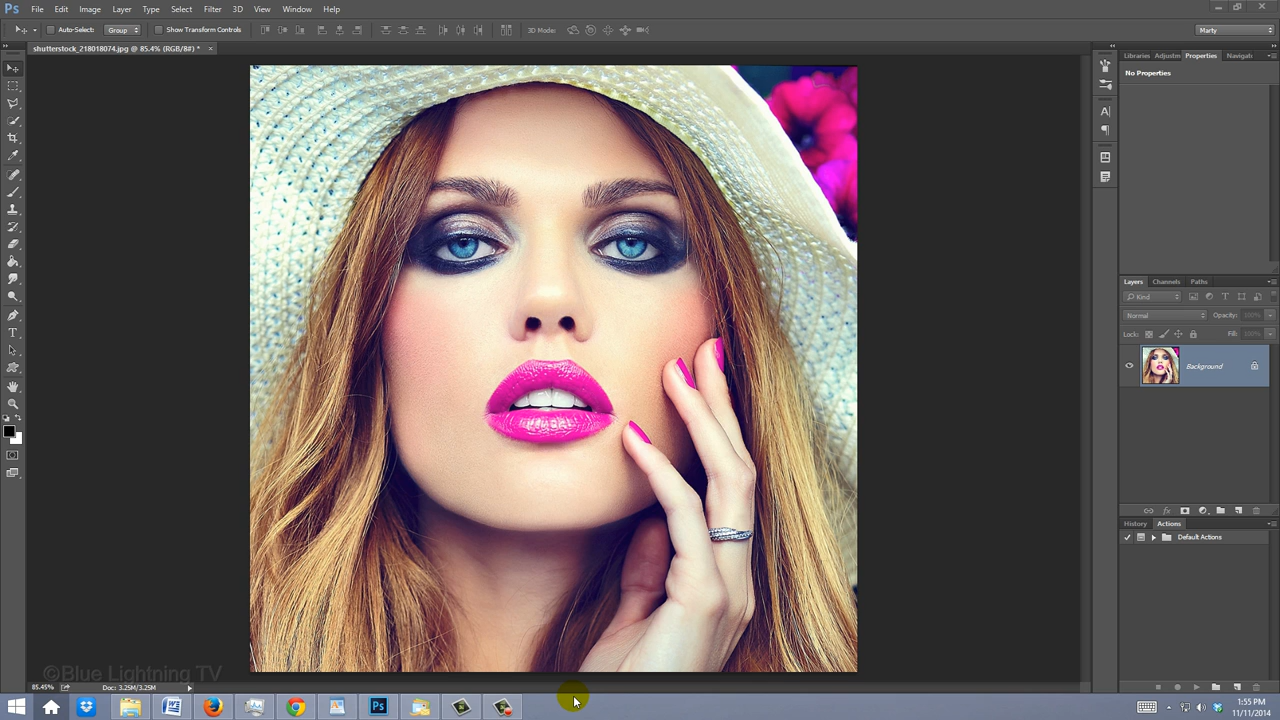 Ps File Edit Image Layer Type Select Filter 3D View Window Help
Auto-Select: Group Show Transform Controls 3D Mode: Marty
shutterstock_218018074.jpg @ 85.4% (RGB/8#) * ×
Libraries Adjustm Properties Navigati
No Properties
Layers Channels Paths
Kind
Normal Opacity: 100%
Lock: Fill: 100%
Background
History Actions
Default Actions
©Blue Lightning TV
85.45% Doc: 3.25M/3.25M
1:55 PM
11/11/2014